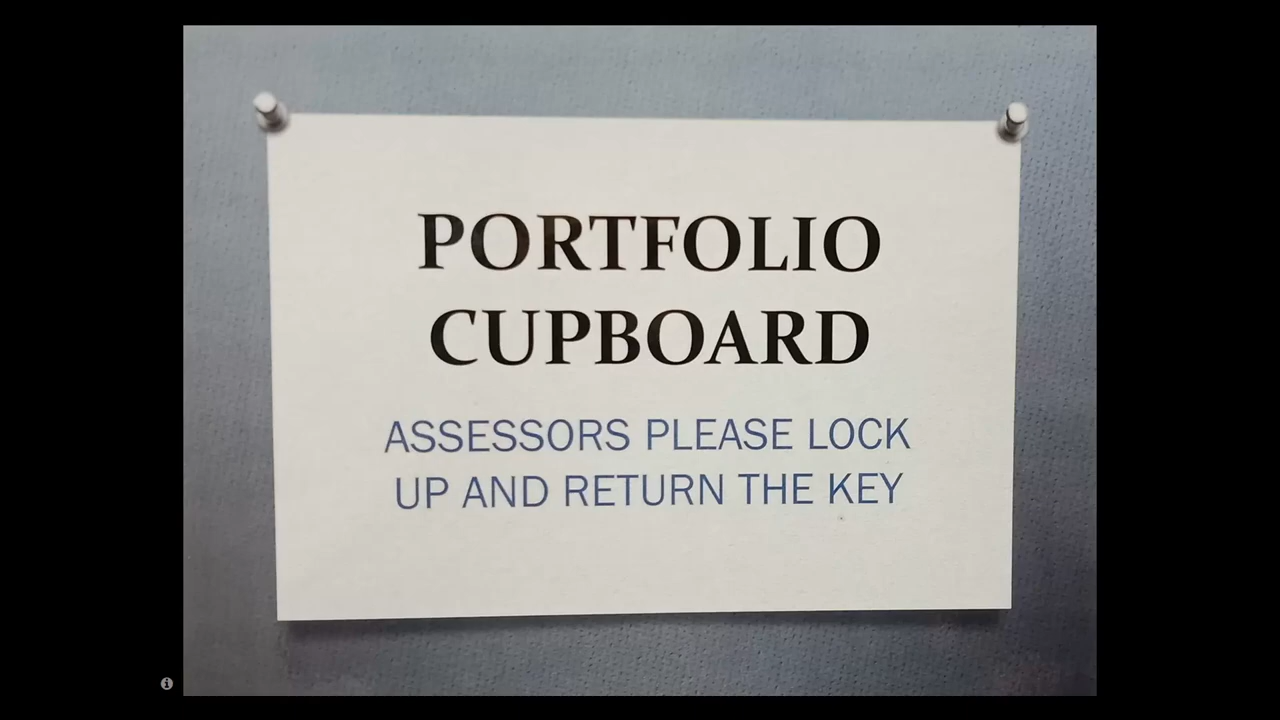 PORTFOLIO
CUPBOARD
ASSESSORS PLEASE LOCK
UP AND RETURN THE KEY